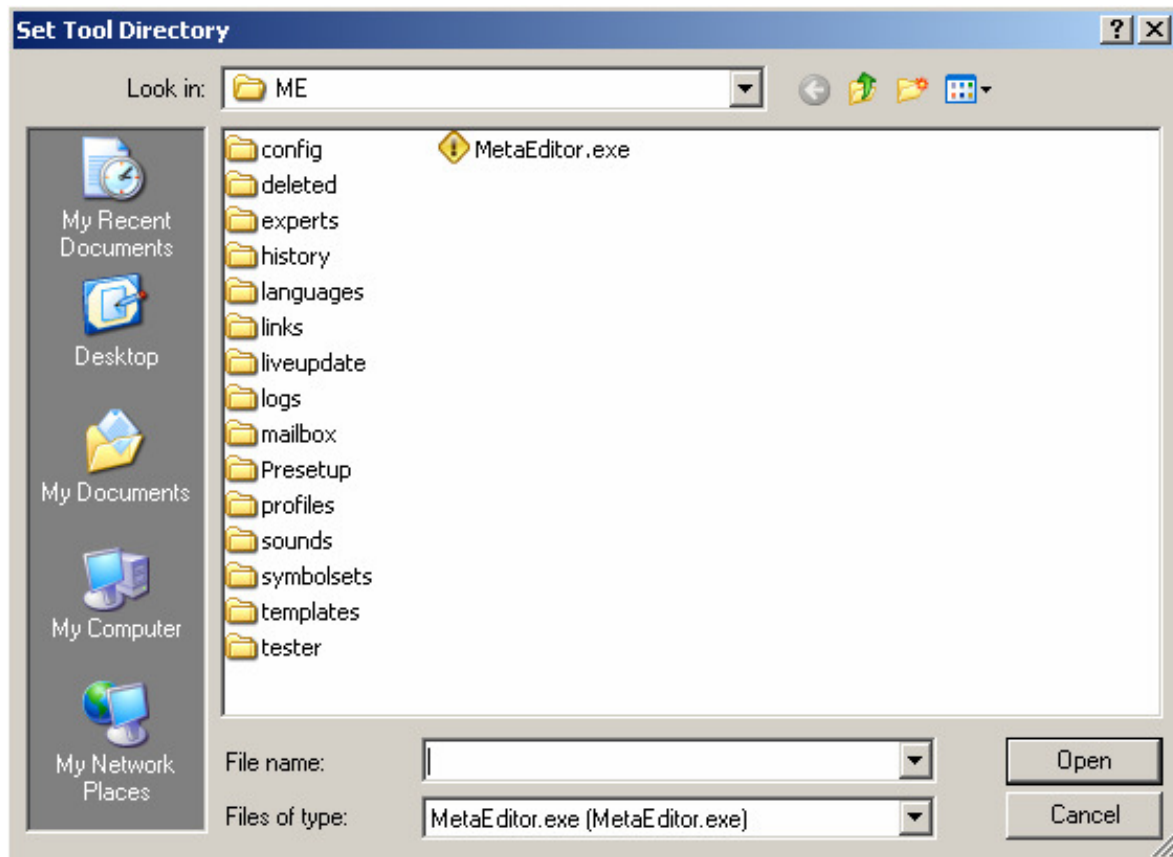 Set Tool Directory
Look in: ME
config MetaEditor.exe
deleted
experts
history
languages
links
liveupdate
logs
mailbox
Presetup
profiles
sounds
symbolsets
templates
tester
My Recent
Documents
Desktop
My Documents
My Computer
My Network
Places
File name: Open
Files of type: MetaEditor.exe (MetaEditor.exe) Cancel